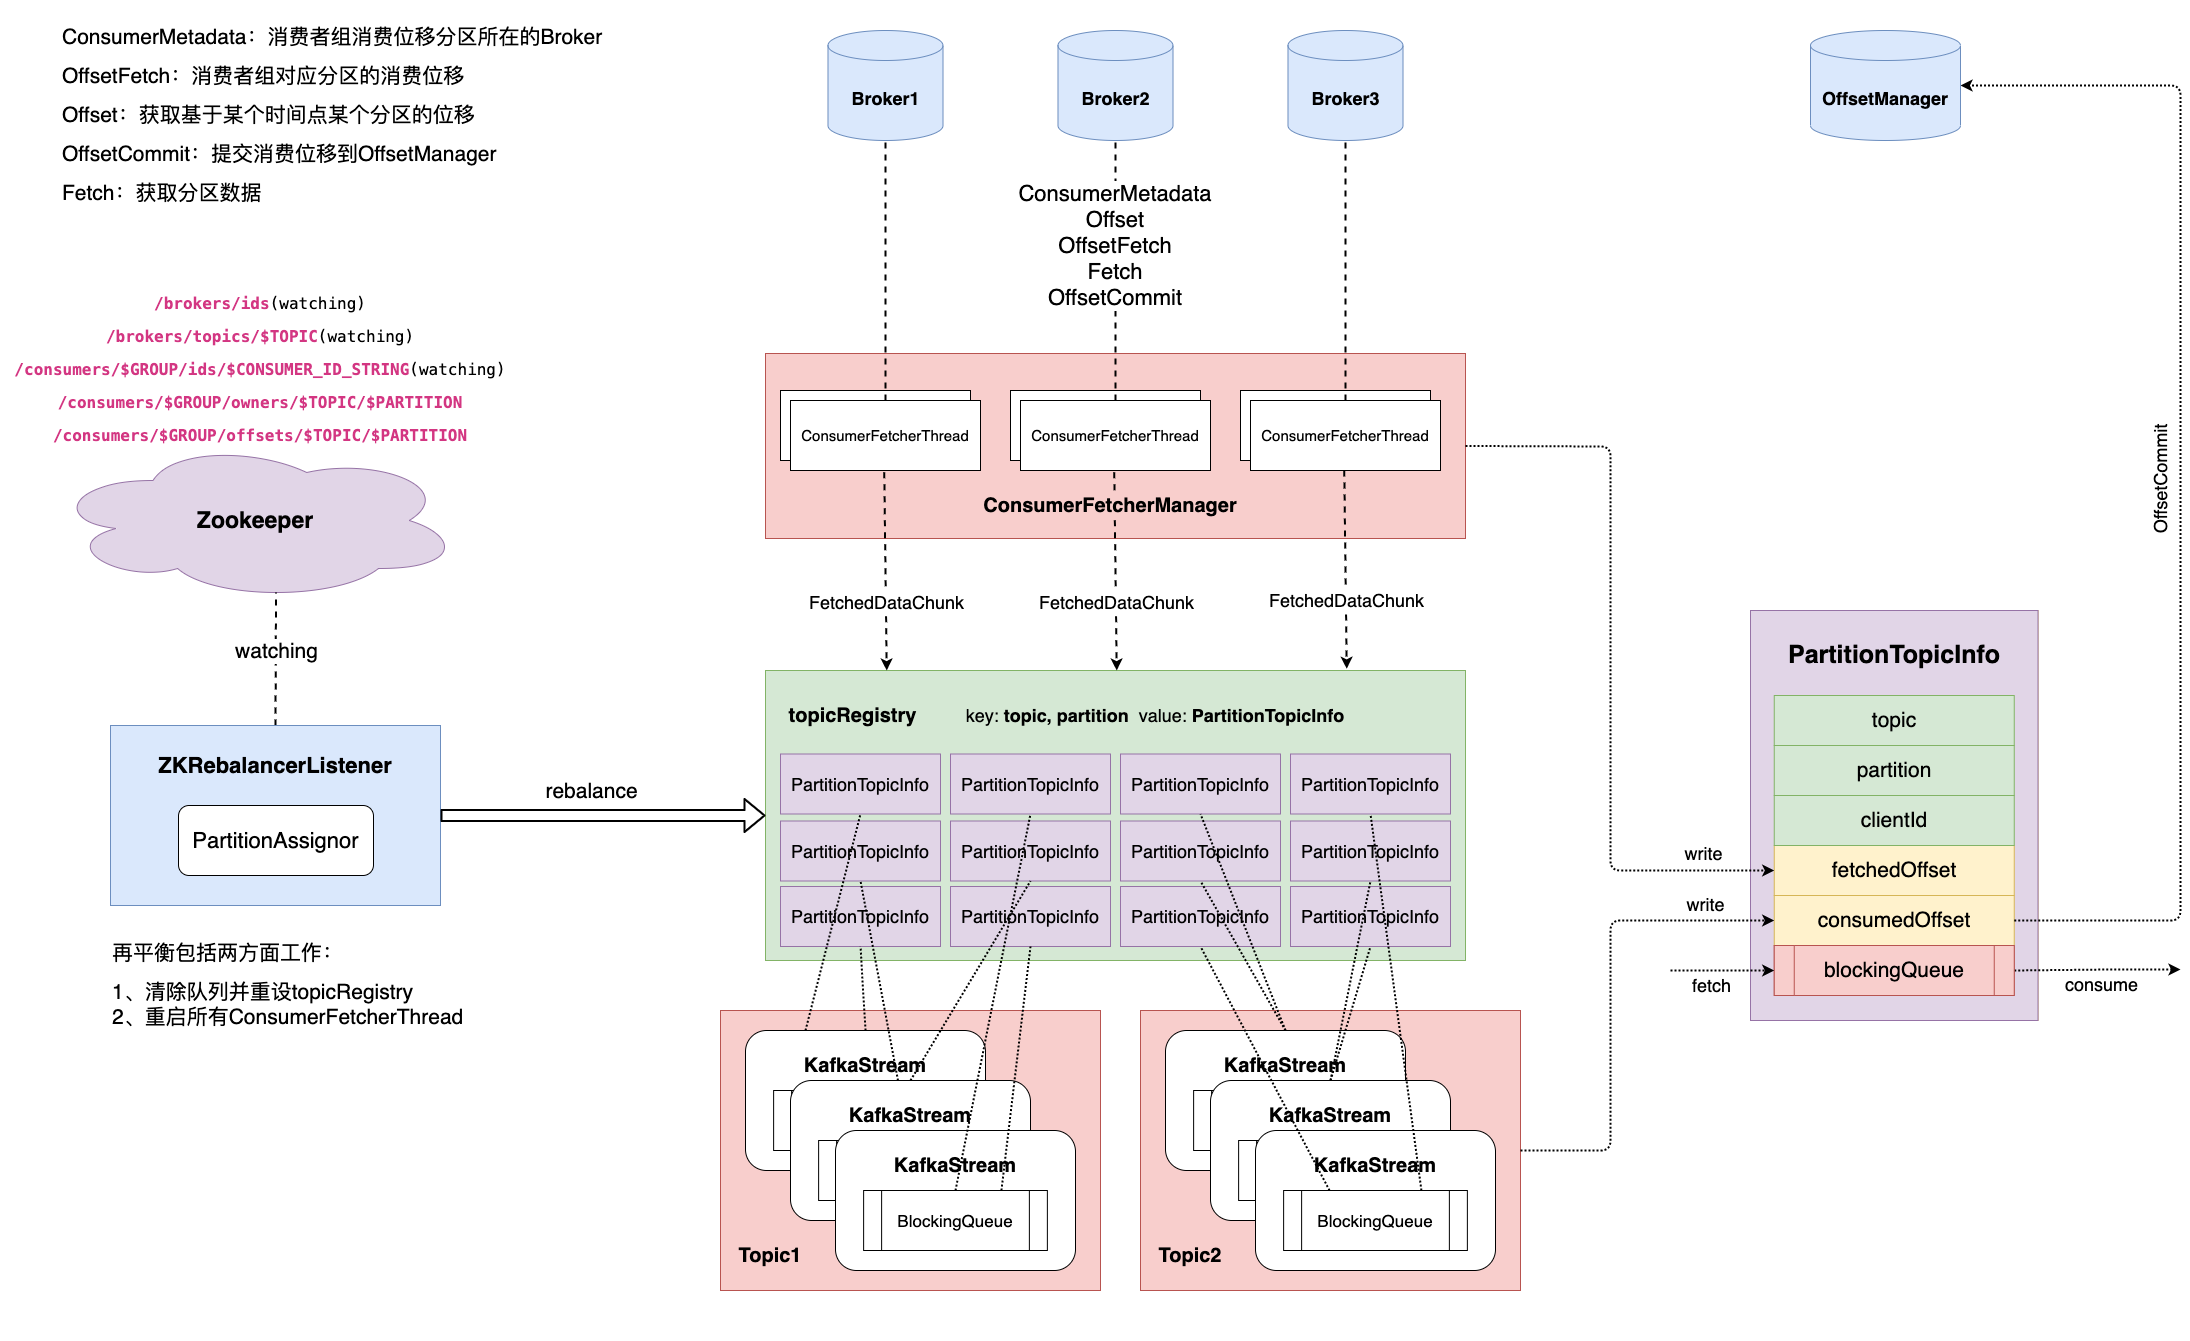 ConsumerMetadata：消费者组消费位移分区所在的Broker
OffsetFetch：消费者组对应分区的消费位移
Offset：获取基于某个时间点某个分区的位移
OffsetCommit：提交消费位移到OffsetManager
Fetch：获取分区数据
Broker1
Broker2
Broker3
OffsetManager
ConsumerMetadata
Offset
OffsetFetch
Fetch
OffsetCommit
/brokers/ids(watching)
/brokers/topics/$TOPIC(watching)
/consumers/$GROUP/ids/$CONSUMER_ID_STRING(watching)
/consumers/$GROUP/owners/$TOPIC/$PARTITION
/consumers/$GROUP/offsets/$TOPIC/$PARTITION
Zookeeper
watching
ConsumerFetcherThread
ConsumerFetcherThread
ConsumerFetcherThread
ConsumerFetcherManager
OffsetCommit
FetchedDataChunk
FetchedDataChunk
FetchedDataChunk
ZKRebalancerListener
PartitionAssignor
rebalance
再平衡包括两方面工作：
1、清除队列并重设topicRegistry
2、重启所有ConsumerFetcherThread
topicRegistry
key: topic, partition value: PartitionTopicInfo
PartitionTopicInfo
PartitionTopicInfo
PartitionTopicInfo
PartitionTopicInfo
PartitionTopicInfo
PartitionTopicInfo
PartitionTopicInfo
PartitionTopicInfo
PartitionTopicInfo
PartitionTopicInfo
PartitionTopicInfo
PartitionTopicInfo
PartitionTopicInfo
topic
partition
clientId
write
fetchedOffset
write
consumedOffset
fetch
blockingQueue
consume
KafkaStream
KafkaStream
KafkaStream
BlockingQueue
Topic1
KafkaStream
KafkaStream
KafkaStream
BlockingQueue
Topic2